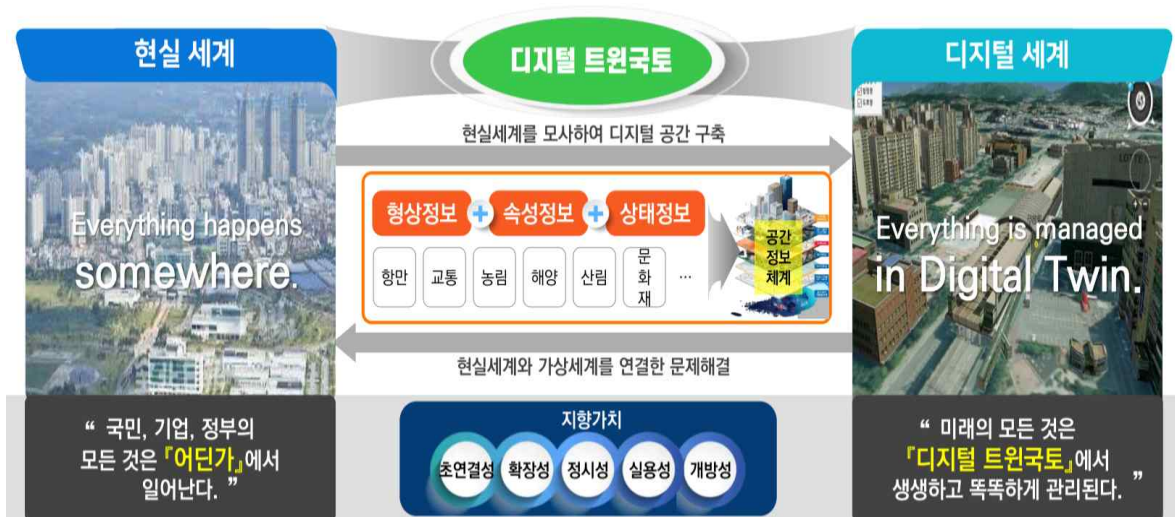 디지털 트윈국토
현실 세계
디지털 세계
현실세계를 모사하여 디지털 공간 구축
Everything happens
somewhere.
형상정보 + 속성정보 + 상태정보
항만 교통 농림 해양 산림 문화재 ...
공간
정보
체계
Everything is managed
in Digital Twin.
현실세계와 가상세계를 연결한 문제해결
“ 국민, 기업, 정부의
모든 것은 『어딘가』에서
일어난다. ”
지향가치
초연결성 확장성 정시성 실용성 개방성
“ 미래의 모든 것은
『디지털 트윈국토』에서
생생하고 똑똑하게 관리된다. ”